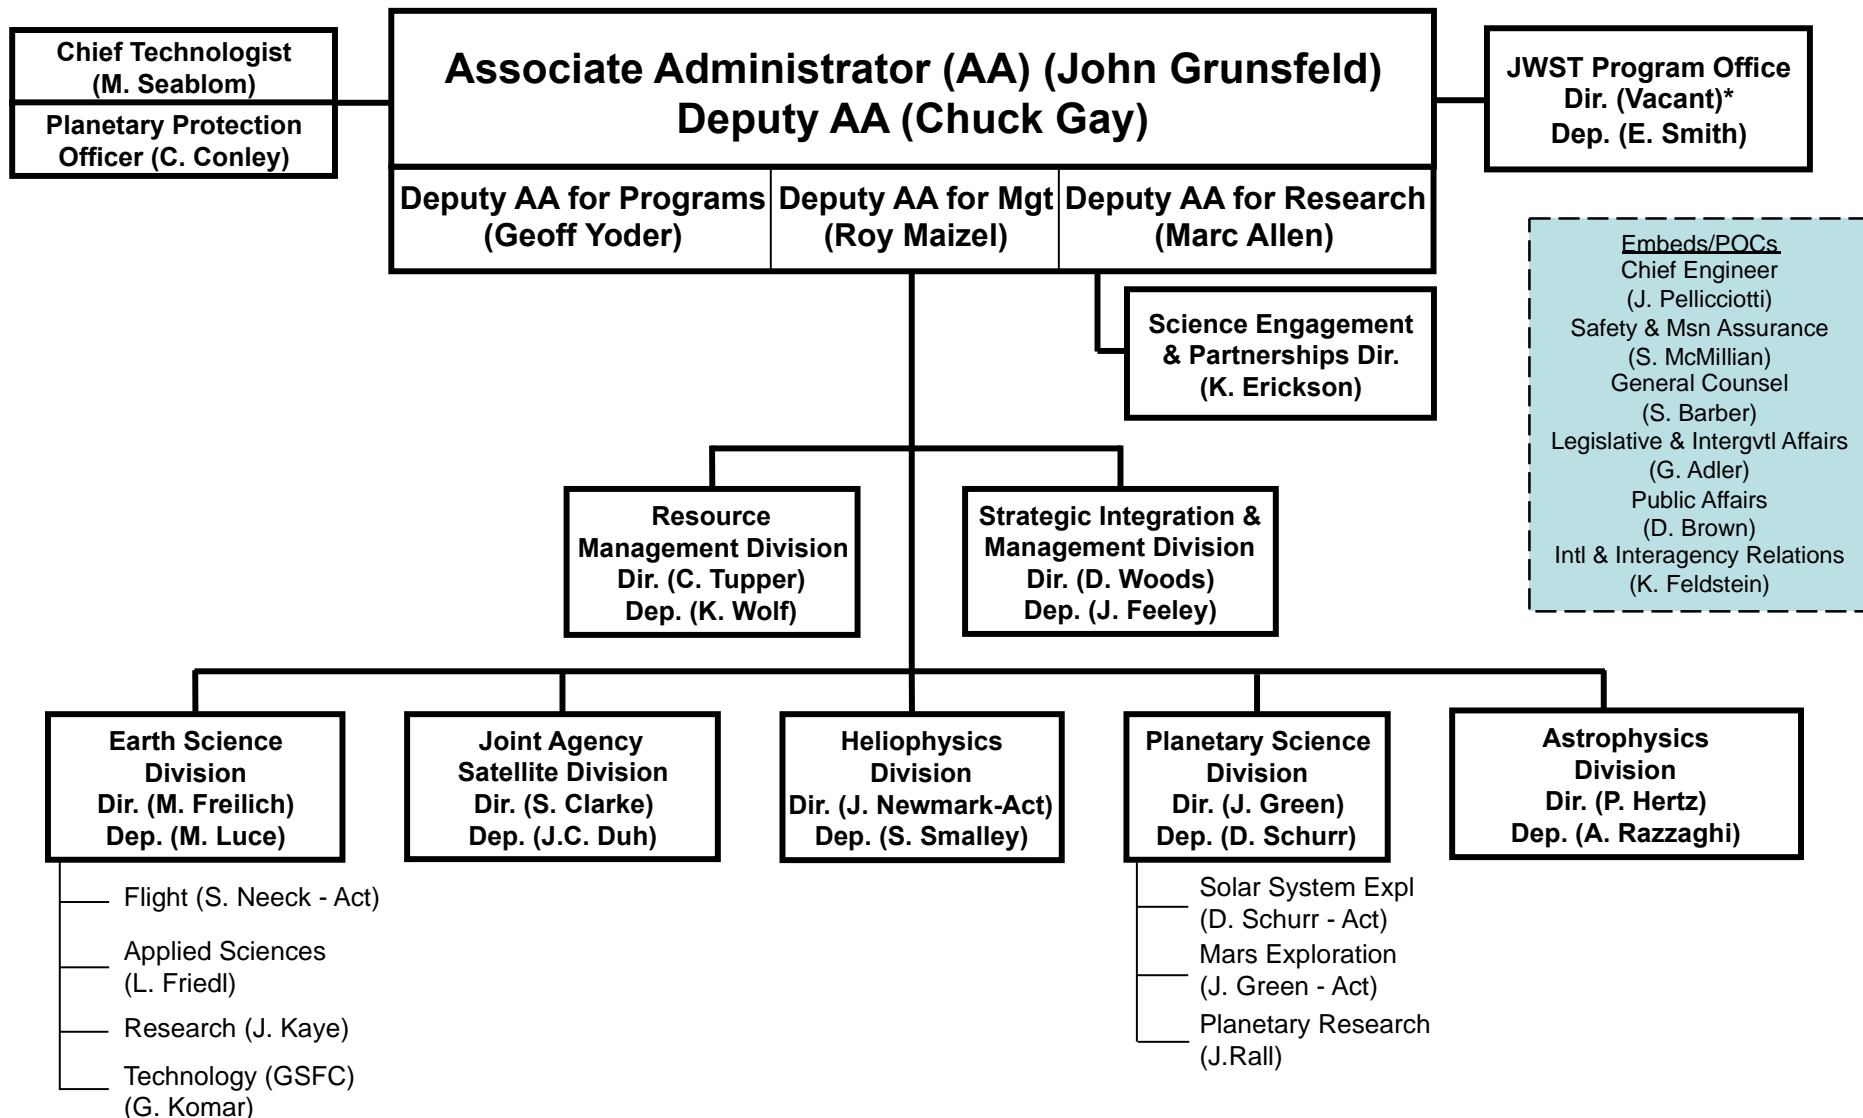 Chief Technologist
(M. Seablom)
Planetary Protection
Officer (C. Conley)
Associate Administrator (AA) (John Grunsfeld)
Deputy AA (Chuck Gay)
Deputy AA for Programs
(Geoff Yoder)
Deputy AA for Mgt
(Roy Maizel)
Deputy AA for Research
(Marc Allen)
JWST Program Office
Dir. (Vacant)*
Dep. (E. Smith)
Embeds/POCs
Chief Engineer
(J. Pellicciotti)
Safety & Msn Assurance
(S. McMillian)
General Counsel
(S. Barber)
Legislative & Intergvtl Affairs
(G. Adler)
Public Affairs
(D. Brown)
Intl & Interagency Relations
(K. Feldstein)
Science Engagement
& Partnerships Dir.
(K. Erickson)
Resource
Management Division
Dir. (C. Tupper)
Dep. (K. Wolf)
Strategic Integration &
Management Division
Dir. (D. Woods)
Dep. (J. Feeley)
Earth Science
Division
Dir. (M. Freilich)
Dep. (M. Luce)
Flight (S. Neeck - Act)
Applied Sciences
(L. Friedl)
Research (J. Kaye)
Technology (GSFC)
(G. Komar)
Joint Agency
Satellite Division
Dir. (S. Clarke)
Dep. (J.C. Duh)
Heliophysics
Division
Dir. (J. Newmark-Act)
Dep. (S. Smalley)
Planetary Science
Division
Dir. (J. Green)
Dep. (D. Schurr)
Solar System Expl
(D. Schurr - Act)
Mars Exploration
(J. Green - Act)
Planetary Research
(J.Rall)
Astrophysics
Division
Dir. (P. Hertz)
Dep. (A. Razzaghi)